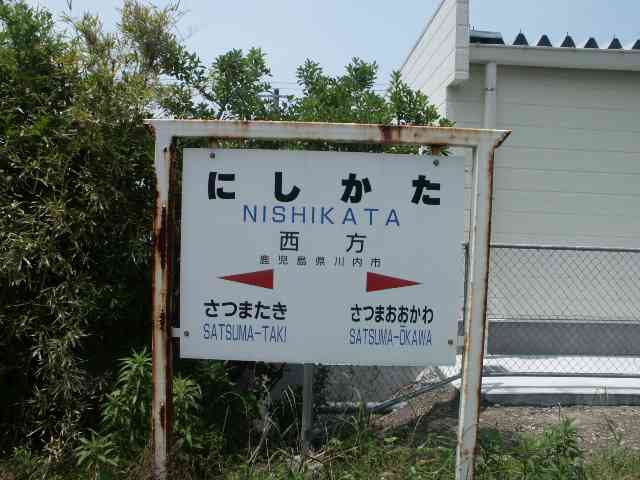 にしかた
NISHIKATA
西方
鹿児島県川内市
さつまたき さつまおおかわ
SATSUMA-TAKI SATSUMA-ŌKAWA